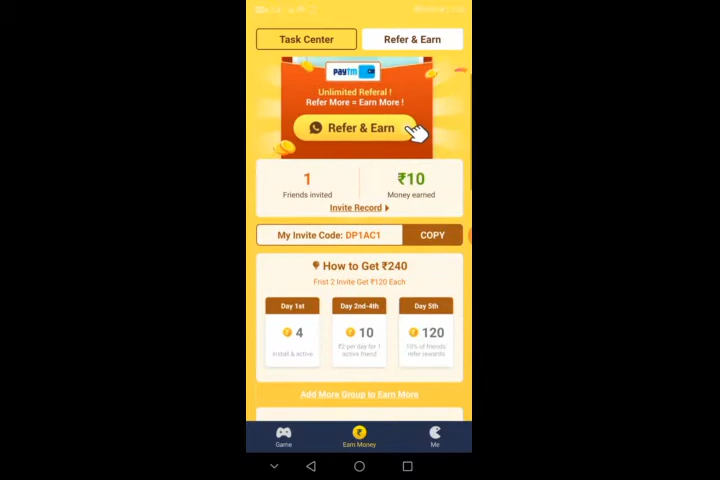 Task Center
Refer & Earn
Paytm
Unlimited Referal !
Refer More = Earn More !
Refer & Earn
1
₹10
Friends invited
Money earned
Invite Record
My Invite Code: DP1AC1
COPY
How to Get ₹240
Frist 2 Invite Get ₹120 Each
Day 1st
Day 2nd-4th
Day 5th
4
10
120
Install & active
₹2 per day for 1
active friend
10% of friends
refer rewards
Add More Group to Earn More
Game
Earn Money
Me